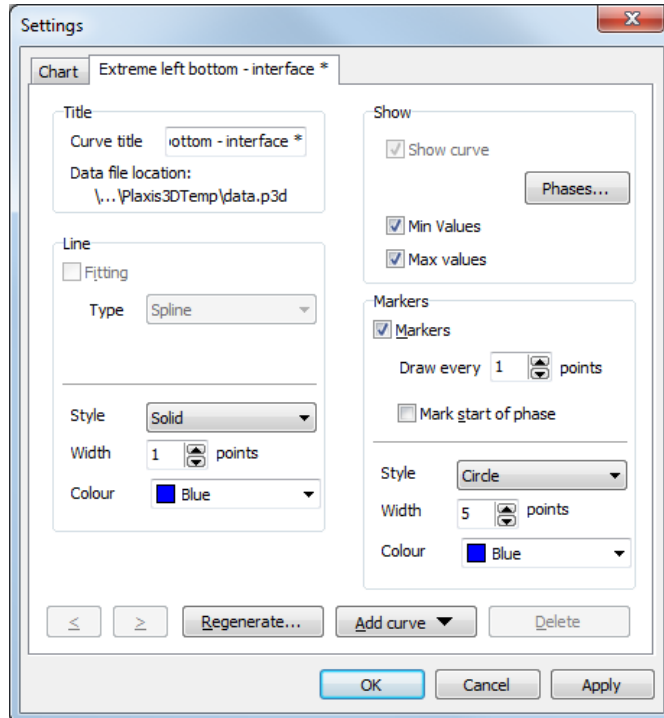 Settings
Chart
Extreme left bottom - interface *
Title
Curve title
ottom - interface *
Data file location:
\...\Plaxis3DTemp\data.p3d
Line
Fitting
Type
Spline
Style
Solid
Width
1
points
Colour
Blue
Show
Show curve
Phases...
Min Values
Max values
Markers
Markers
Draw every
1
points
Mark start of phase
Style
Circle
Width
5
points
Colour
Blue
<
>
Regenerate...
Add curve
Delete
OK
Cancel
Apply